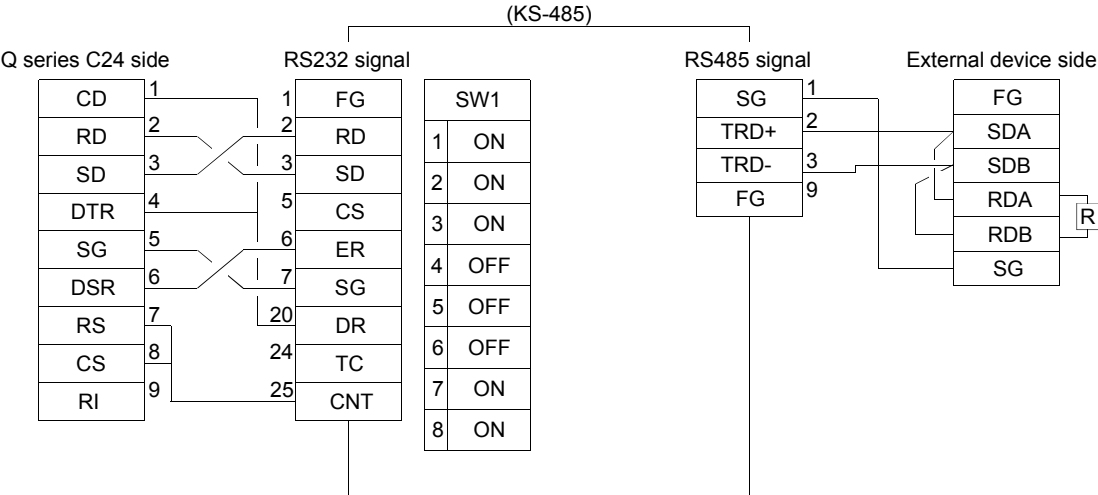 (KS-485)
Q series C24 side
RS232 signal
RS485 signal
External device side
CD 1
RD 2
SD 3
DTR 4
SG 5
DSR 6
RS 7
CS 8
RI 9
1 FG
2 RD
3 SD
5 CS
6 ER
7 SG
20 DR
24 TC
25 CNT
SW1
1 ON
2 ON
3 ON
4 OFF
5 OFF
6 OFF
7 ON
8 ON
SG 1
TRD+ 2
TRD- 3
FG 9
FG
SDA
SDB
RDA
RDB
SG
R